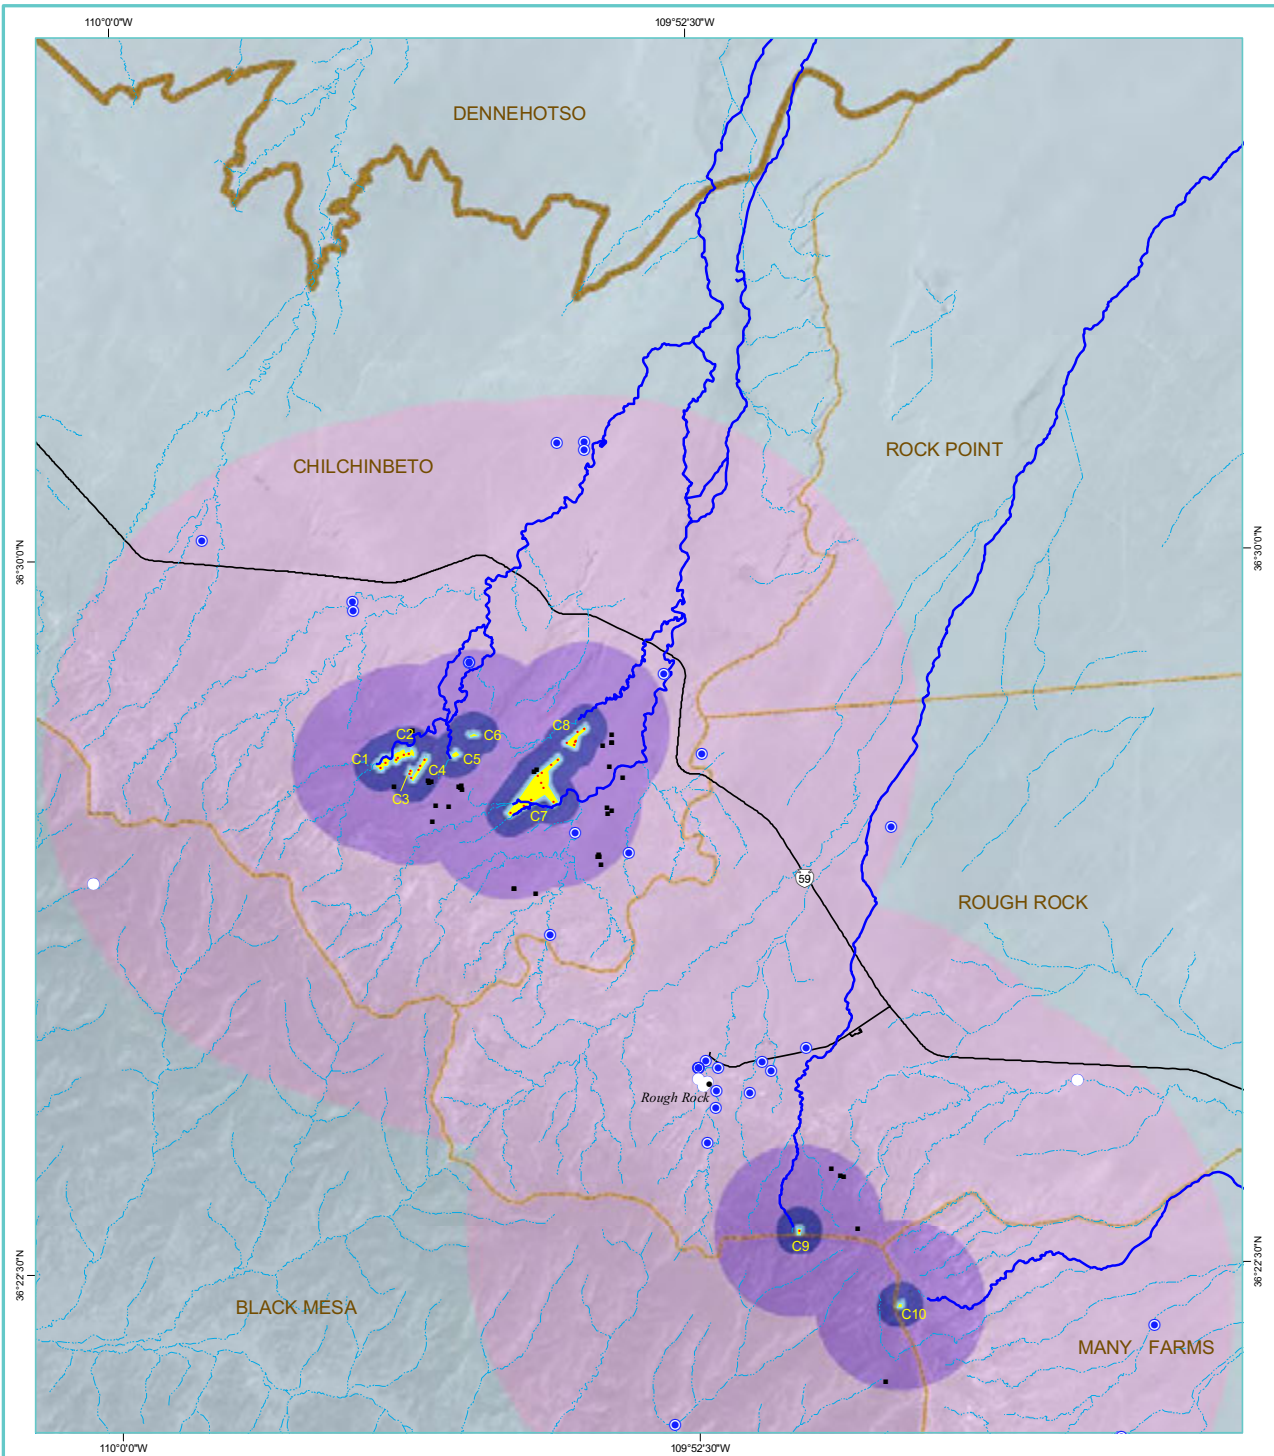 110°0'0"W
109°52'30"W
DENNEHOTSO
ROCK POINT
CHILCHINBETO
36°30'0"N
36°30'0"N
C8
C2
C6
C1
C5
C4
C3
C7
59
ROUGH ROCK
Rough Rock
C9
36°22'30"N
36°22'30"N
BLACK MESA
C10
MANY FARMS
110°0'0"W
109°52'30"W